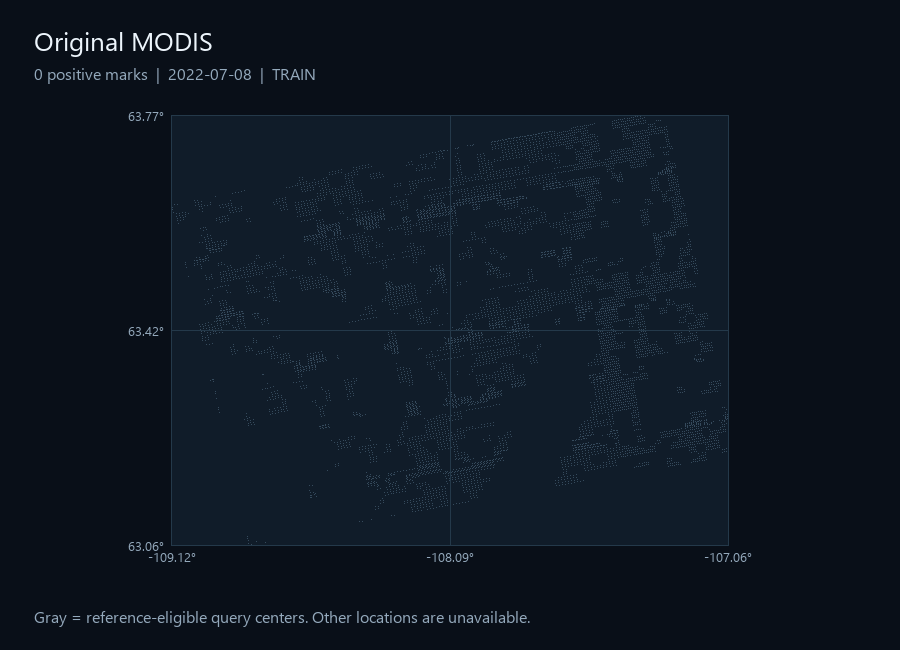 Original MODIS
0 positive marks | 2022-07-08 | TRAIN
63.77°
63.42°
63.06°
-109.12°
-108.09°
-107.06°
Gray = reference-eligible query centers. Other locations are unavailable.